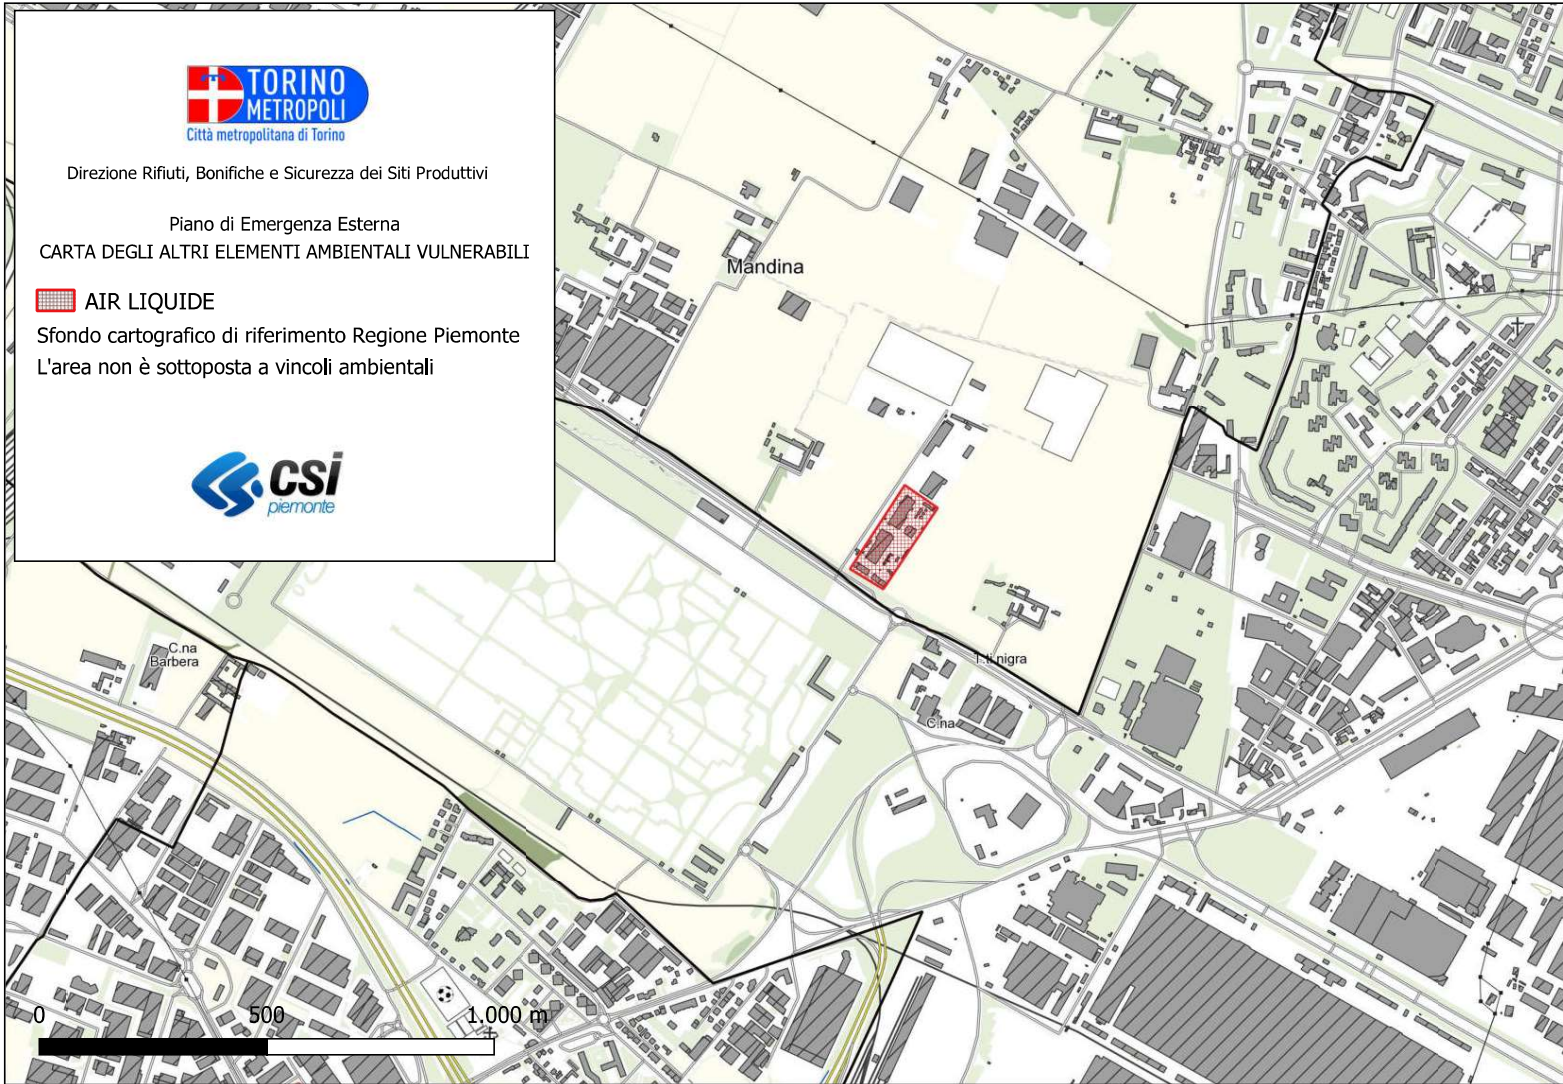 TORINO
METROPOLI
Città metropolitana di Torino
Direzione Rifiuti, Bonifiche e Sicurezza dei Siti Produttivi
Piano di Emergenza Esterna
CARTA DEGLI ALTRI ELEMENTI AMBIENTALI VULNERABILI
AIR LIQUIDE
Sfondo cartografico di riferimento Regione Piemonte
L'area non è sottoposta a vincoli ambientali
csi
piemonte
Mandina
C.na
Barbera
T.ti nigra
C.na
0 500 1.000 m